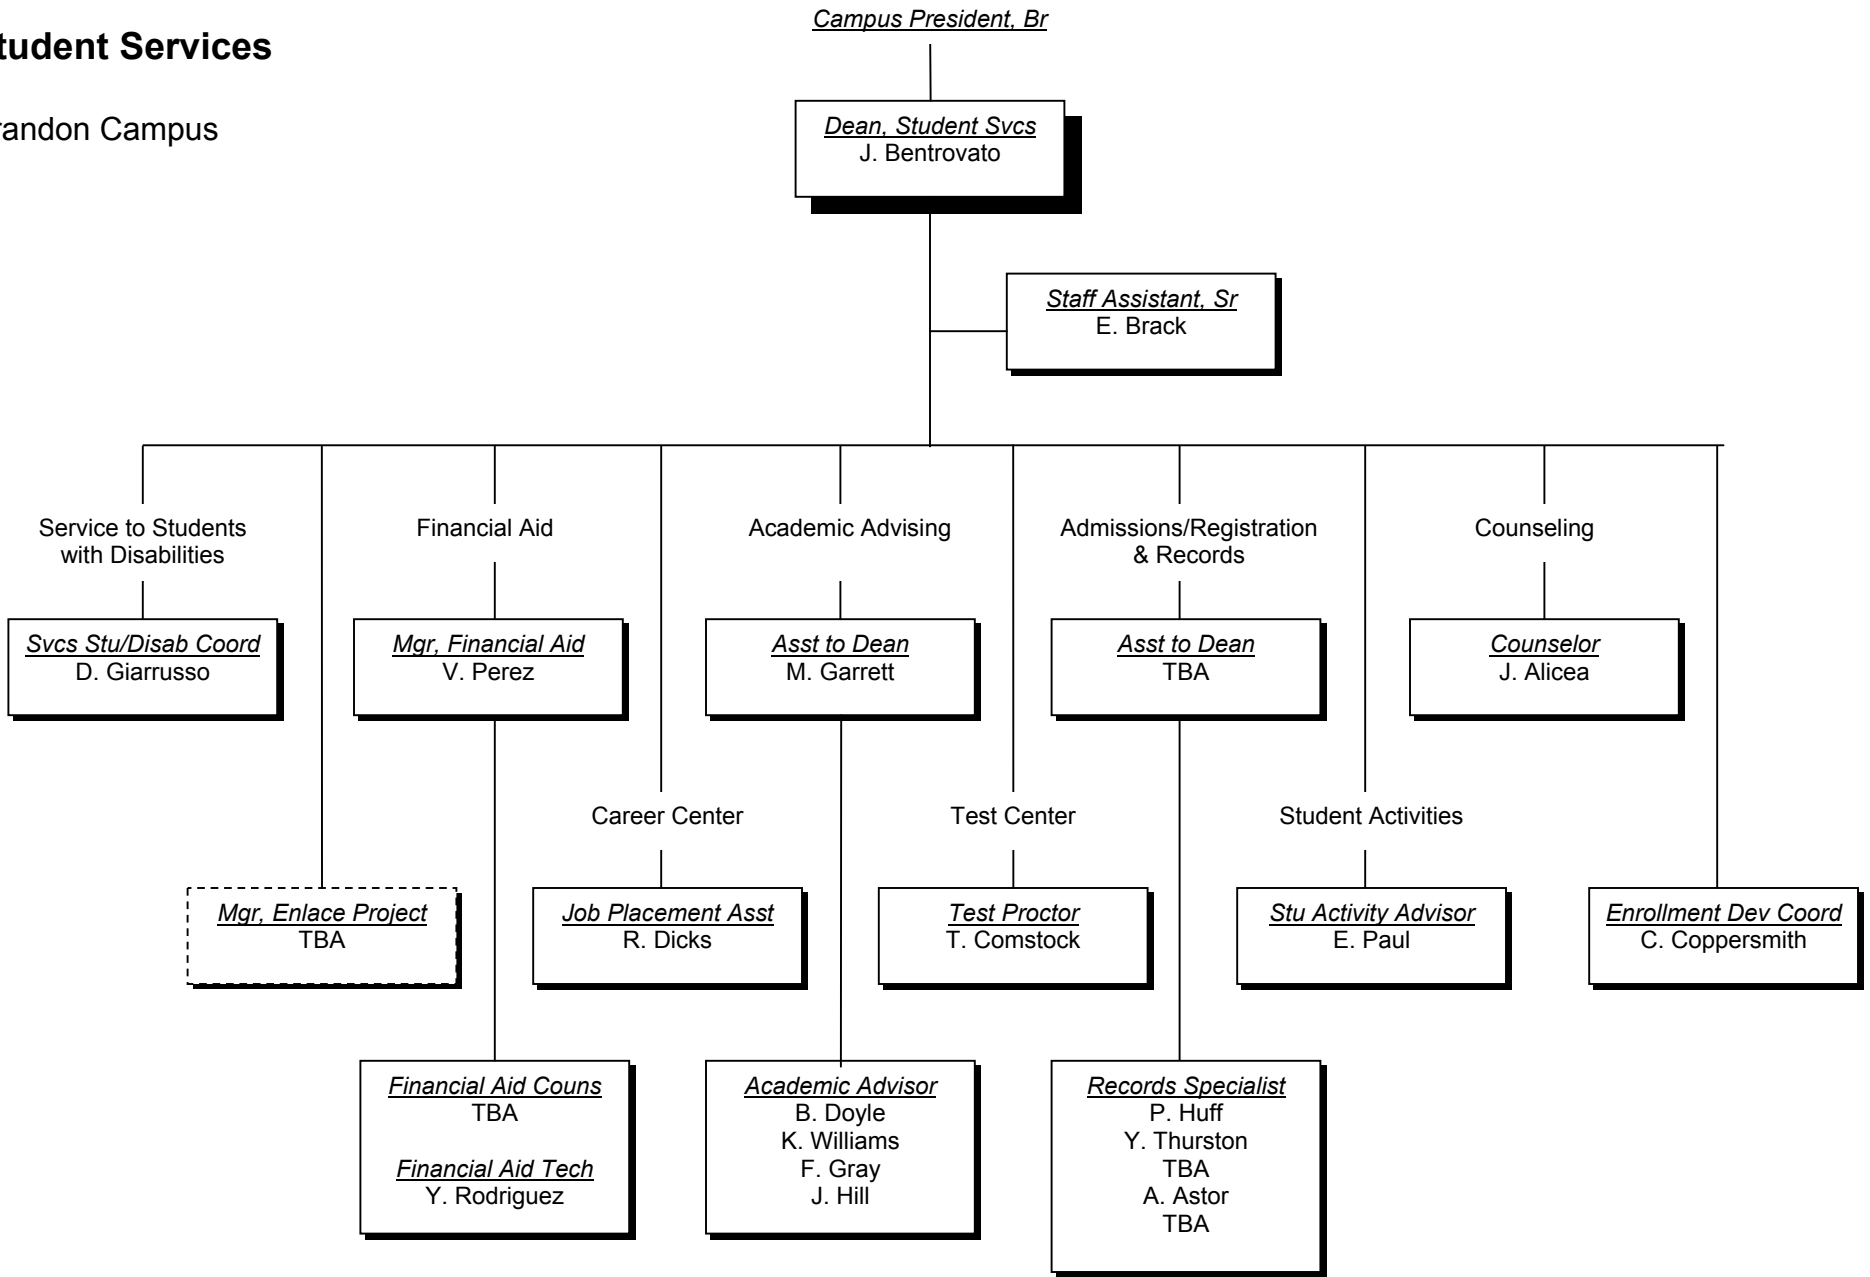 Campus President, Br
tudent Services
randon Campus
Dean, Student Svcs
J. Bentrovato
Staff Assistant, Sr
E. Brack
Service to Students
with Disabilities
Financial Aid
Academic Advising
Admissions/Registration
& Records
Counseling
Svcs Stu/Disab Coord
D. Giarrusso
Mgr, Financial Aid
V. Perez
Asst to Dean
M. Garrett
Asst to Dean
TBA
Counselor
J. Alicea
Career Center
Test Center
Student Activities
Mgr, Enlace Project
TBA
Job Placement Asst
R. Dicks
Test Proctor
T. Comstock
Stu Activity Advisor
E. Paul
Enrollment Dev Coord
C. Coppersmith
Financial Aid Couns
TBA
Financial Aid Tech
Y. Rodriguez
Academic Advisor
B. Doyle
K. Williams
F. Gray
J. Hill
Records Specialist
P. Huff
Y. Thurston
TBA
A. Astor
TBA